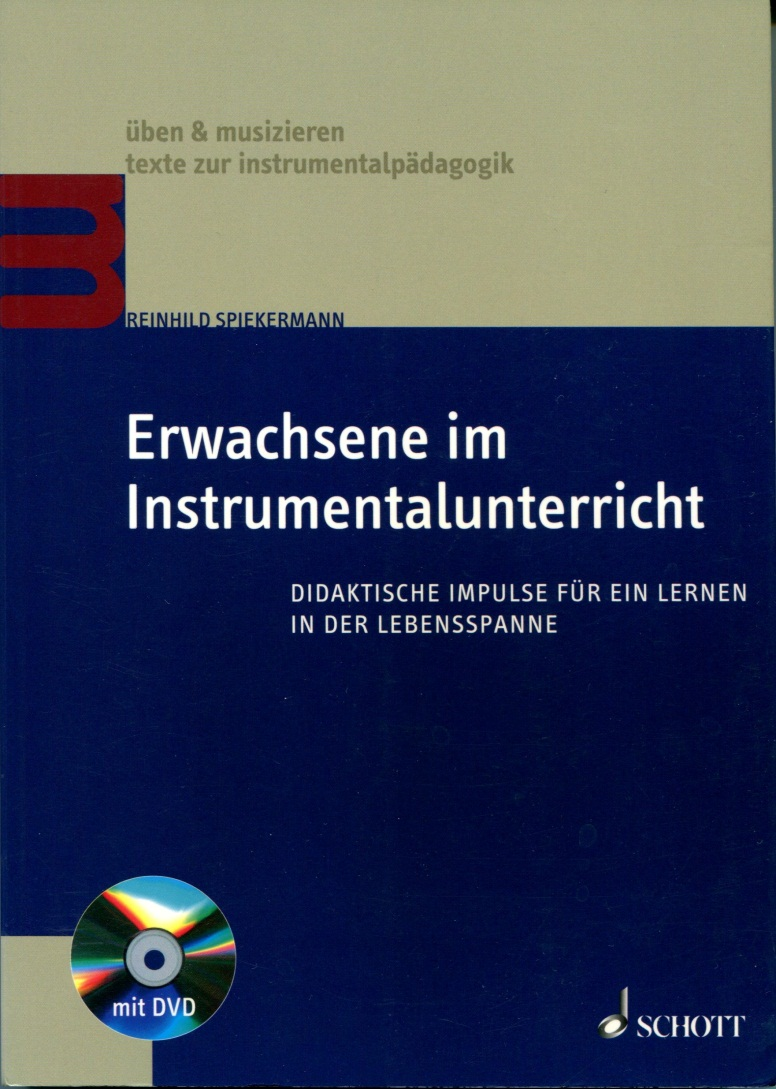 üben & musizieren
texte zur instrumentalpädagogik
REINHILD SPIEKERMANN
Erwachsene im
Instrumentalunterricht
DIDAKTISCHE IMPULSE FÜR EIN LERNEN
IN DER LEBENSSPANNE
mit DVD
SCHOTT